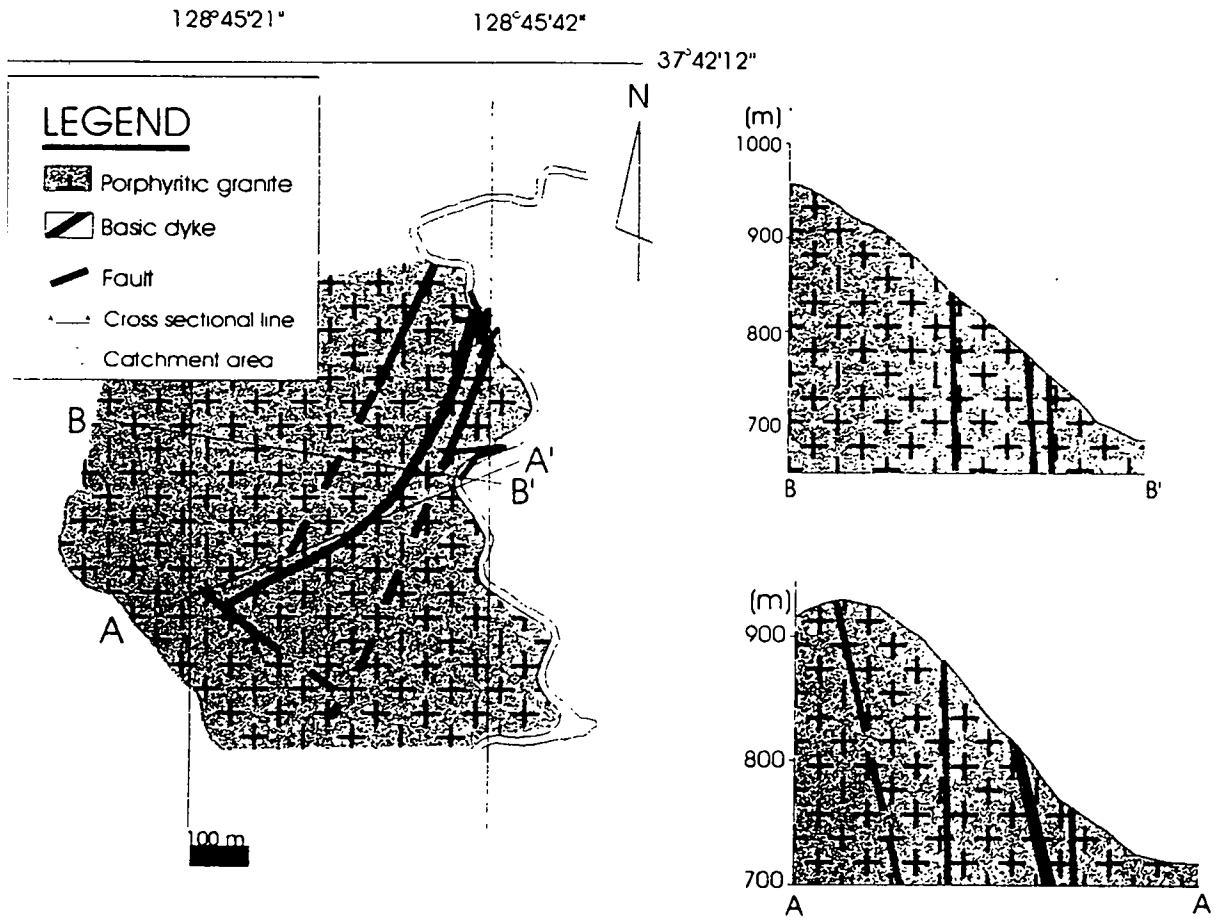 128°45'21" 128°45'42"
37°42'12"
N
LEGEND
Porphyritic granite
Basic dyke
Fault
Cross sectional line
Catchment area
B
A'
B'
A
100 m
(m)
1000
900
800
700
B B'
(m)
900
800
700
A A